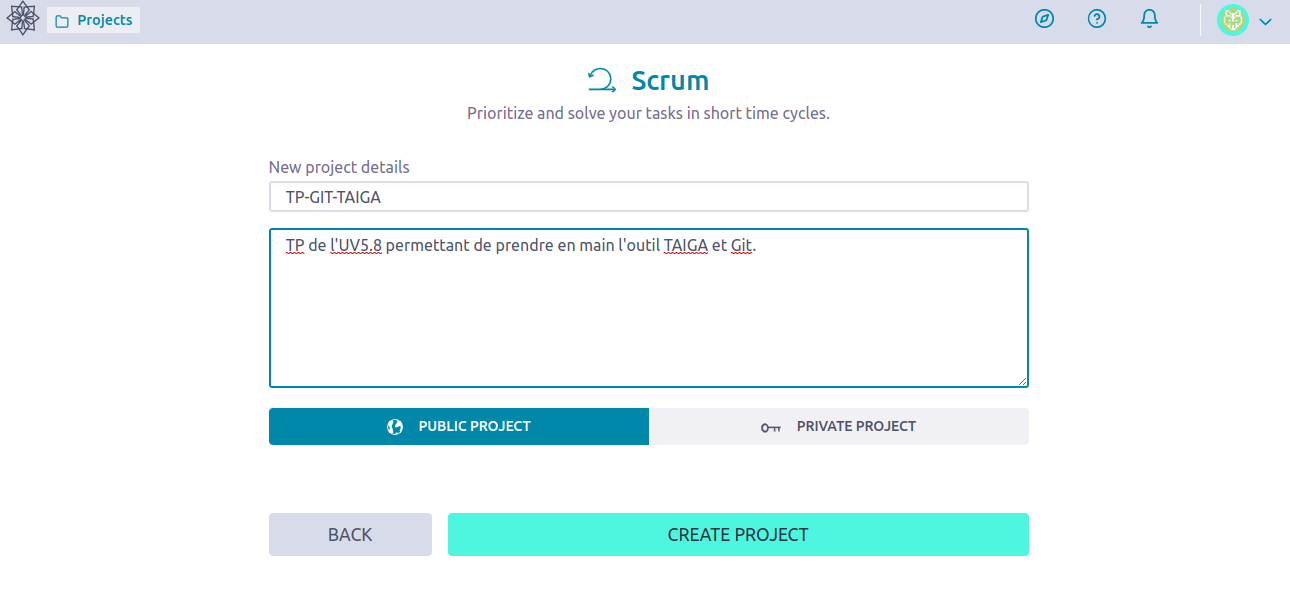 Projects
Scrum
Prioritize and solve your tasks in short time cycles.
New project details
TP-GIT-TAIGA
TP de l'UV5.8 permettant de prendre en main l'outil TAIGA et Git.
PUBLIC PROJECT
PRIVATE PROJECT
BACK
CREATE PROJECT